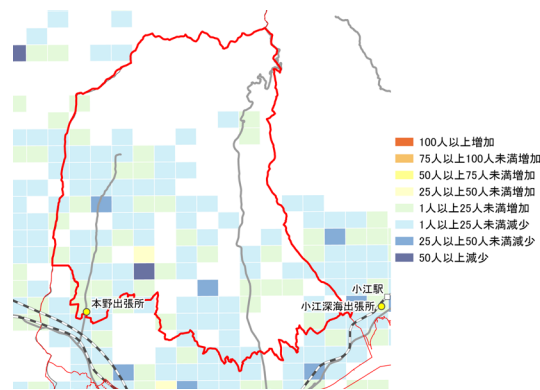 100人以上増加
75人以上100人未満増加
50人以上75人未満増加
25人以上50人未満増加
1人以上25人未満増加
1人以上25人未満減少
25人以上50人未満減少
50人以上減少
小江駅
本野出張所
小江深海出張所